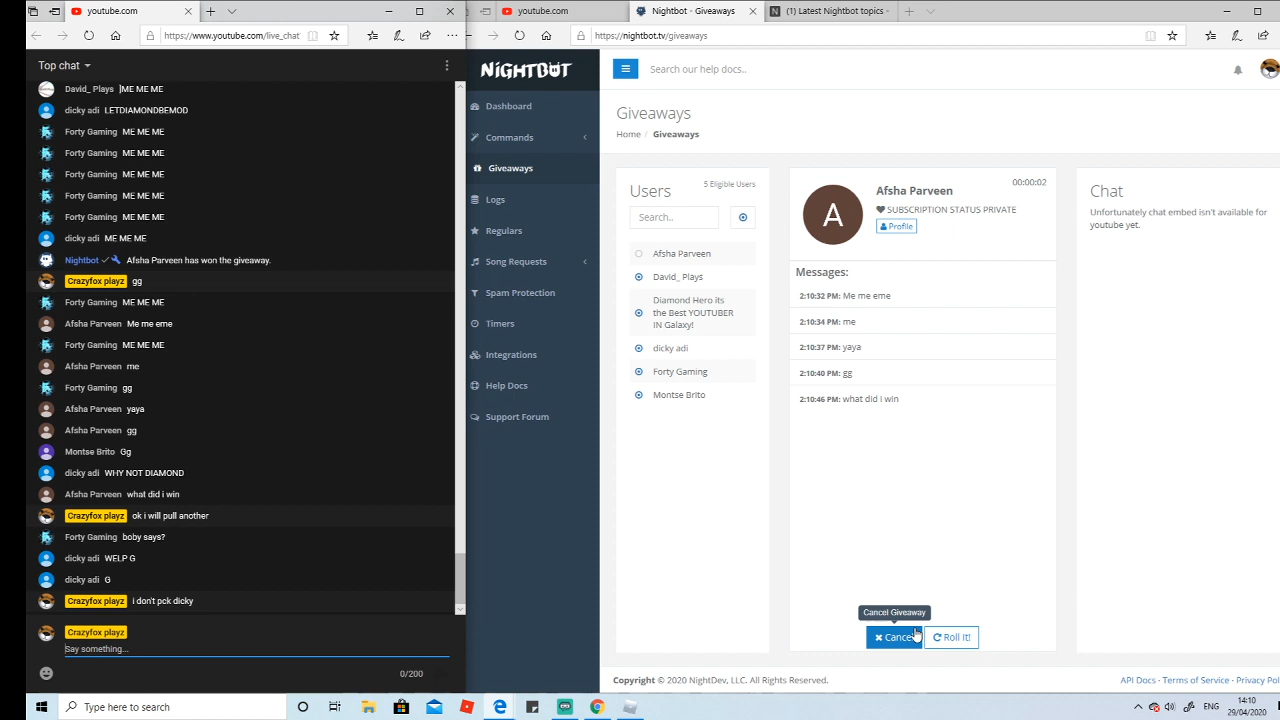 youtube.com
https://www.youtube.com/live_chat
Top chat
David_ Plays ]ME ME ME
dicky adi LETDIAMONDBEMOD
Forty Gaming ME ME ME
Forty Gaming ME ME ME
Forty Gaming ME ME ME
Forty Gaming ME ME ME
Forty Gaming ME ME ME
dicky adi ME ME ME
Nightbot Afsha Parveen has won the giveaway.
Crazyfox playz gg
Forty Gaming ME ME ME
Afsha Parveen Me me eme
Forty Gaming ME ME ME
Afsha Parveen me
Forty Gaming gg
Afsha Parveen yaya
Afsha Parveen gg
Montse Brito Gg
dicky adi WHY NOT DIAMOND
Afsha Parveen what did i win
Crazyfox playz ok i will pull another
Forty Gaming boby says?
dicky adi WELP G
dicky adi G
Crazyfox playz i don't pck dicky
Crazyfox playz
Say something...
0/200
youtube.com
Nightbot - Giveaways
(1) Latest Nightbot topics -
https://nightbot.tv/giveaways
NiGHTBOT
Search our help docs..
Dashboard
Commands
Giveaways
Logs
Regulars
Song Requests
Spam Protection
Timers
Integrations
Help Docs
Support Forum
Giveaways
Home / Giveaways
Users
5 Eligible Users
Search..
Afsha Parveen
David_ Plays
Diamond Hero its
the Best YOUTUBER
IN Galaxy!
dicky adi
Forty Gaming
Montse Brito
A
Afsha Parveen
00:00:02
SUBSCRIPTION STATUS PRIVATE
Profile
Messages:
2:10:32 PM: Me me eme
2:10:34 PM: me
2:10:37 PM: yaya
2:10:40 PM: gg
2:10:46 PM: what did I win
Cancel Giveaway
Cancel
Roll It!
Chat
Unfortunately chat embed isn't available for
youtube yet.
Copyright © 2020 NightDev, LLC. All Rights Reserved.
API Docs - Terms of Service - Privacy Pol
Type here to search
14:10
29/04/2020